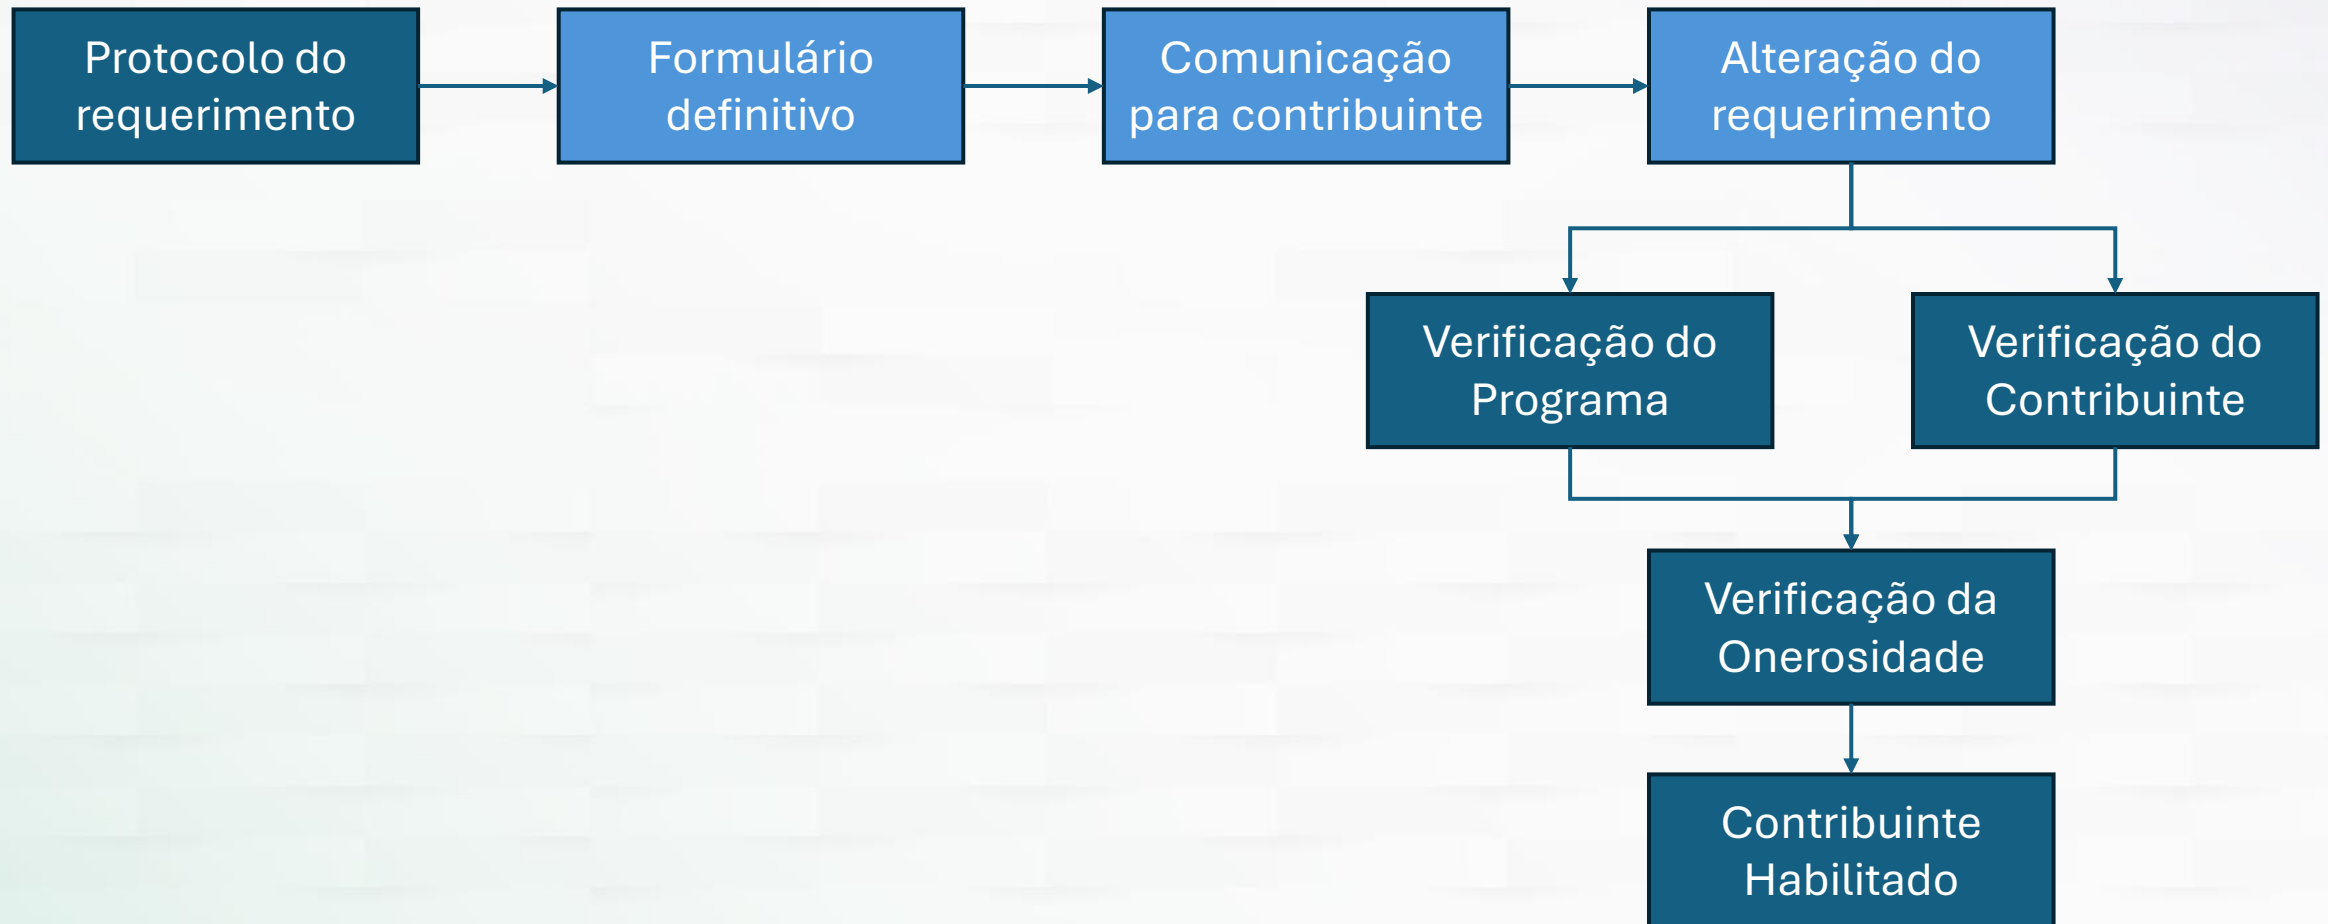 Protocolo do
requerimento
Formulário
definitivo
Comunicação
para contribuinte
Alteração do
requerimento
Verificação do
Programa
Verificação do
Contribuinte
Verificação da
Onerosidade
Contribuinte
Habilitado